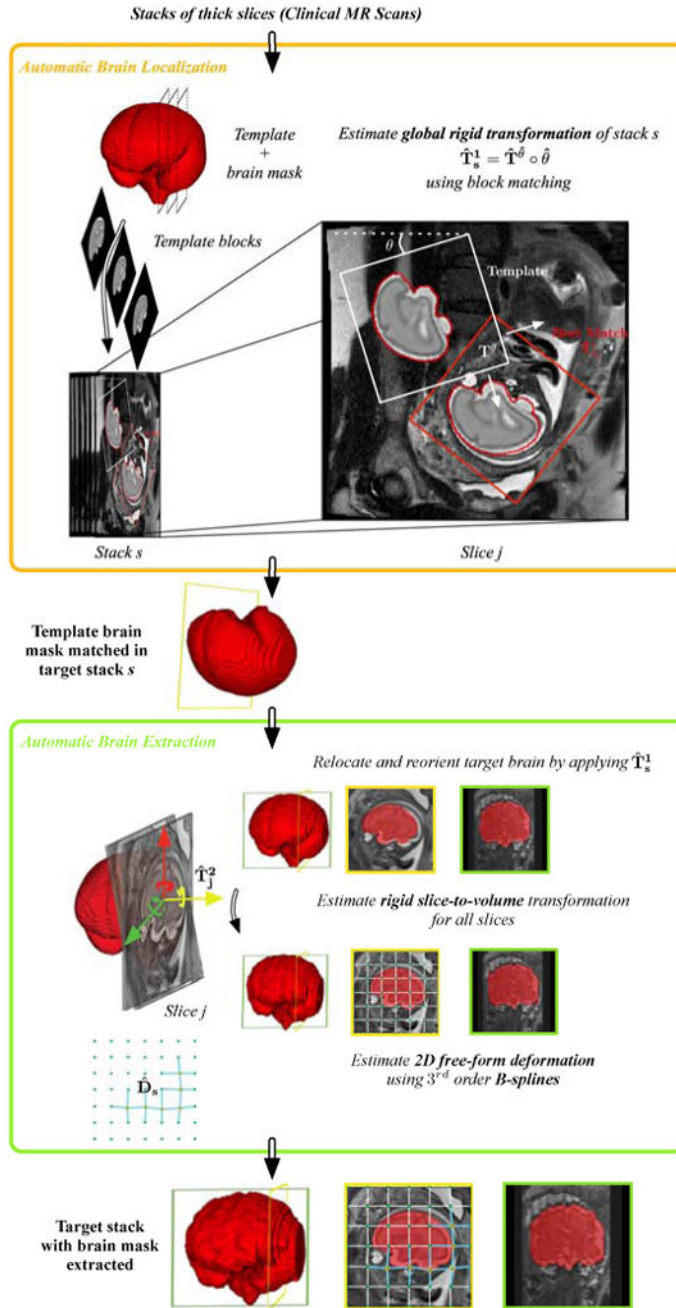 Stacks of thick slices (Clinical MR Scans)
Automatic Brain Localization
Template
+
brain mask
Estimate global rigid transformation of stack s
T̂¹ₛ = T̂^θ̂ ∘ θ̂
using block matching
Template blocks
θ
Template
Best Match
T^θ
Stack s
Slice j
Template brain
mask matched in
target stack s
Automatic Brain Extraction
Relocate and reorient target brain by applying T̂¹ₛ
T̂²ⱼ
Estimate rigid slice-to-volume transformation
for all slices
Slice j
D̂ₛ
Estimate 2D free-form deformation
using 3ʳᵈ order B-splines
Target stack
with brain mask
extracted